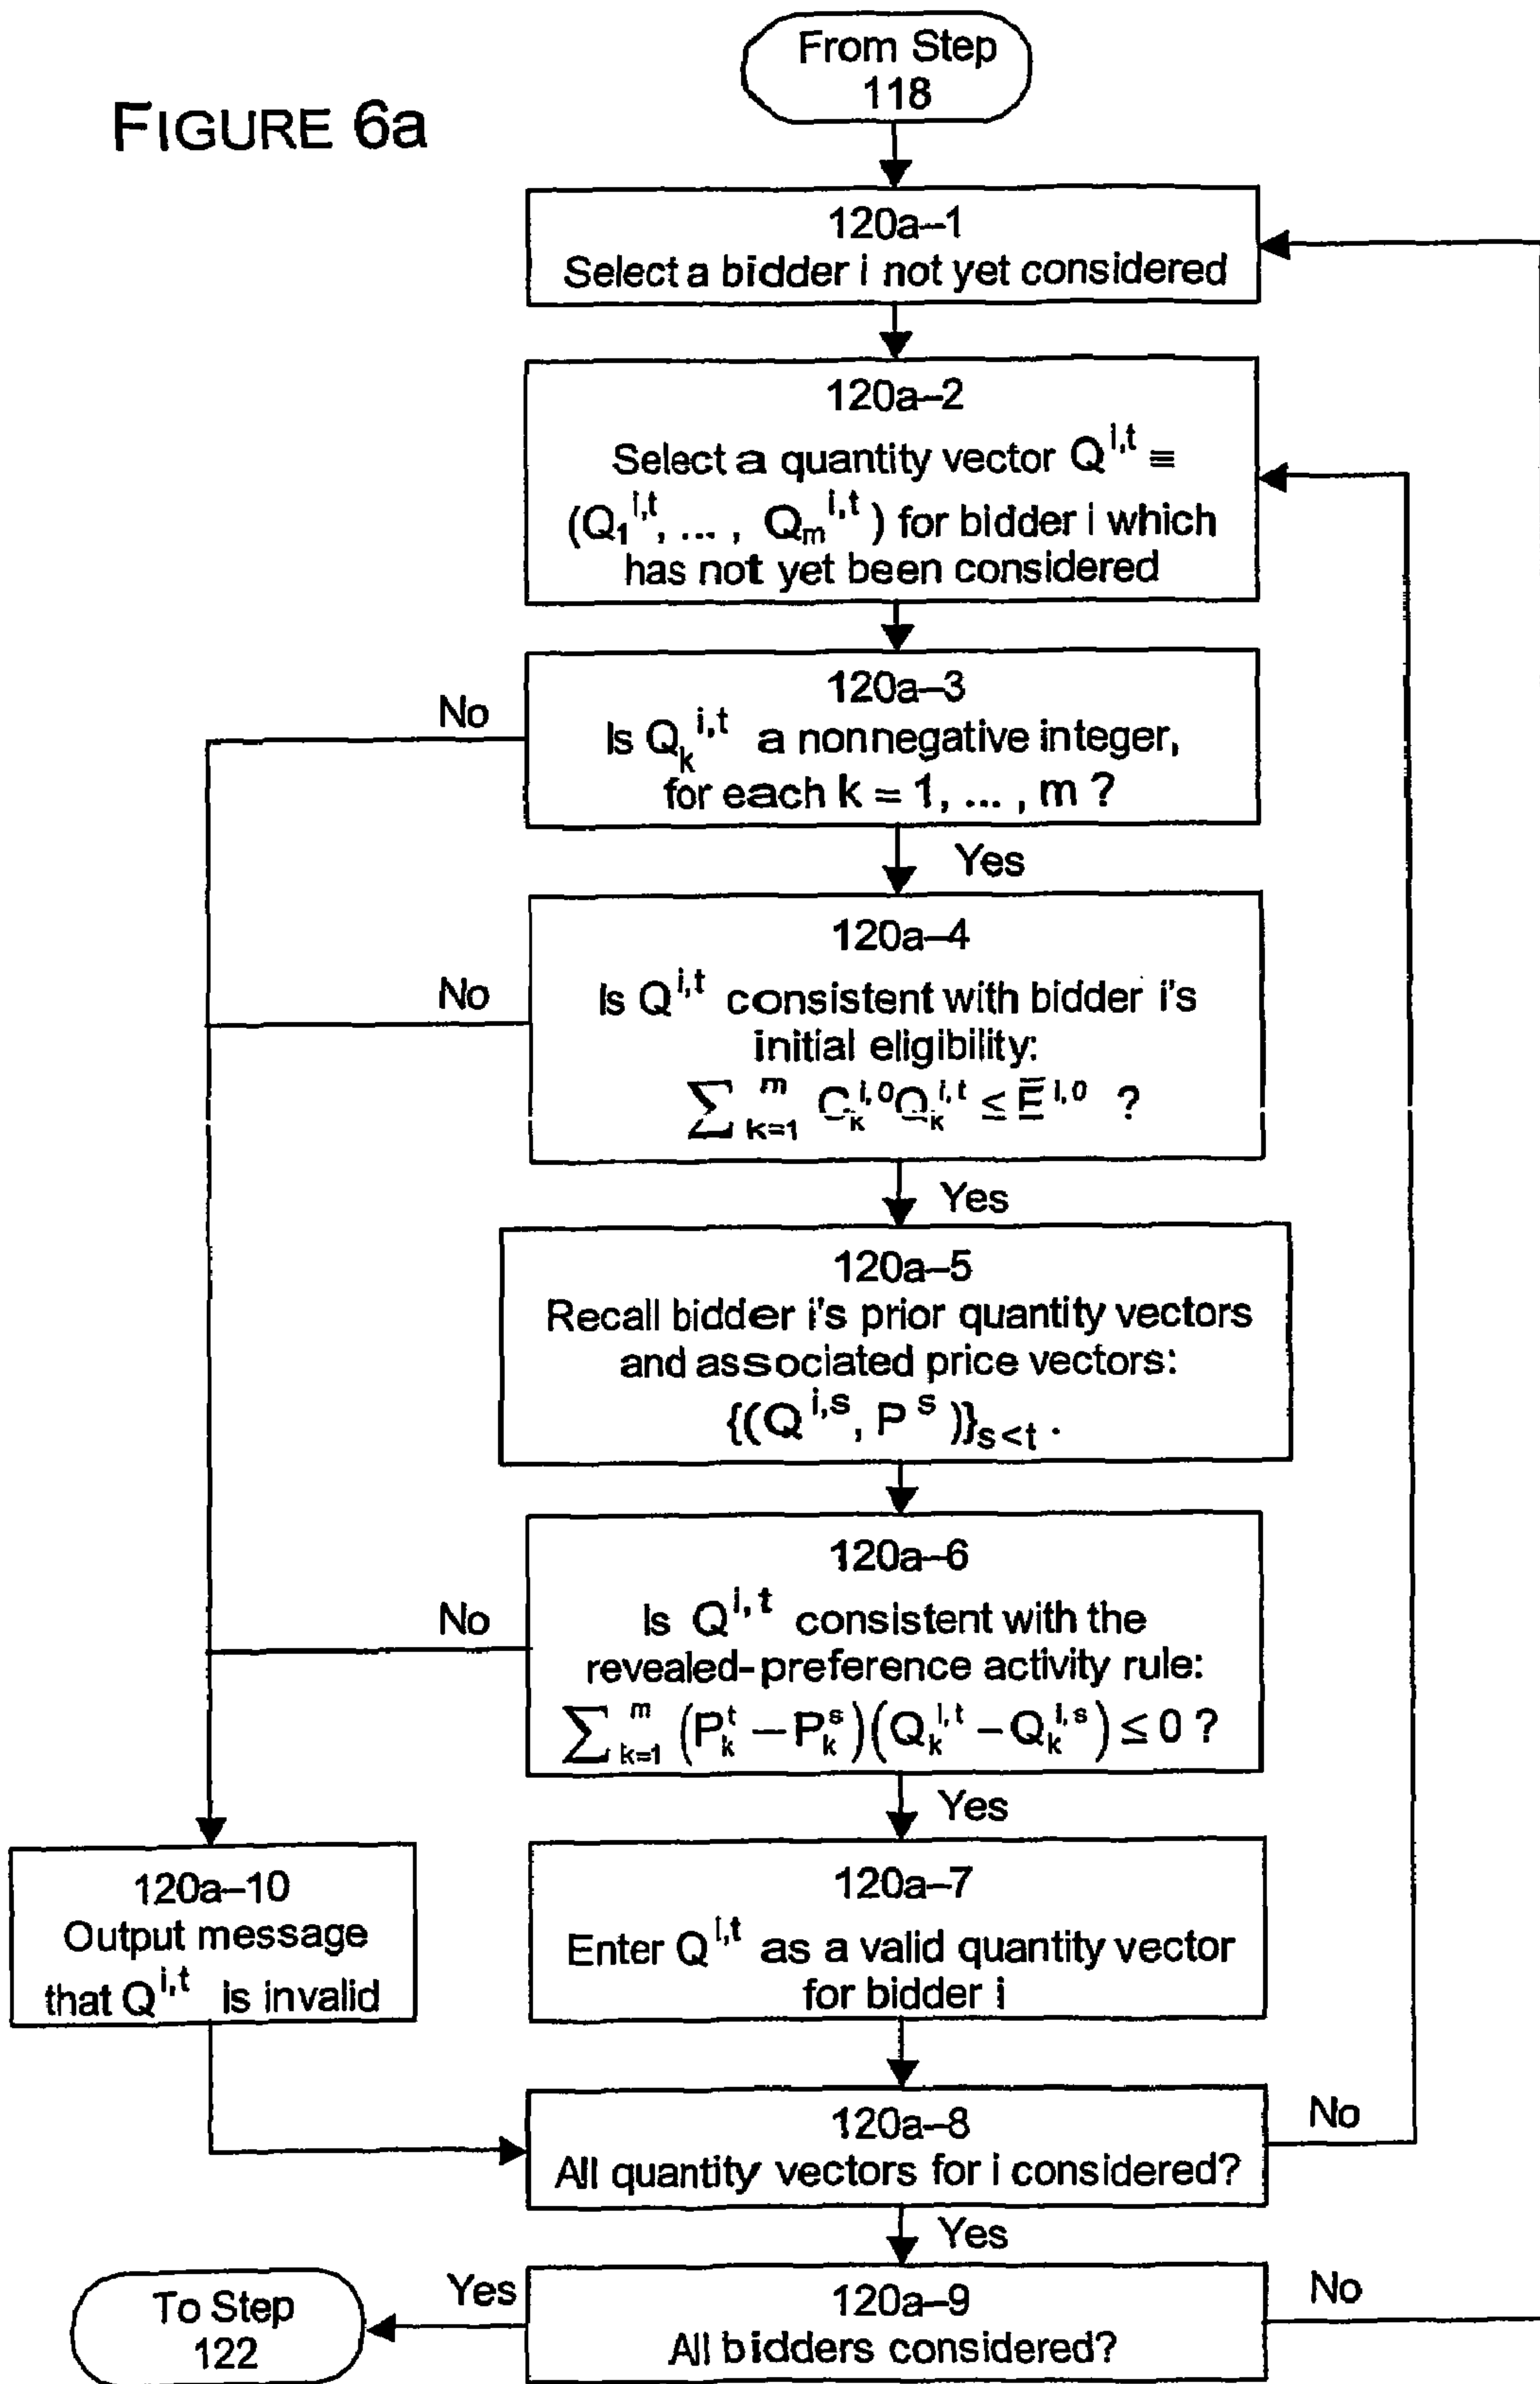 FIGURE 6a
From Step
118
120a–1
Select a bidder i not yet considered
120a–2
Select a quantity vector Q^{i,t} ≡
(Q_1^{i,t}, ... , Q_m^{i,t}) for bidder i which
has not yet been considered
120a–3
Is Q_k^{i,t} a nonnegative integer,
for each k = 1, ... , m ?
No
Yes
120a–4
Is Q^{i,t} consistent with bidder i's
initial eligibility:
∑_{k=1}^{m} C_k^{i,0} Q_k^{i,t} ≤ E^{i,0} ?
No
Yes
120a–5
Recall bidder i's prior quantity vectors
and associated price vectors:
{(Q^{i,s}, P^s)}_{s<t} .
120a–6
Is Q^{i,t} consistent with the
revealed-preference activity rule:
∑_{k=1}^{m} (P_k^t – P_k^s)(Q_k^{i,t} – Q_k^{i,s}) ≤ 0 ?
No
Yes
120a–10
Output message
that Q^{i,t} is invalid
120a–7
Enter Q^{i,t} as a valid quantity vector
for bidder i
120a–8
All quantity vectors for i considered?
No
Yes
120a–9
All bidders considered?
No
Yes
To Step
122